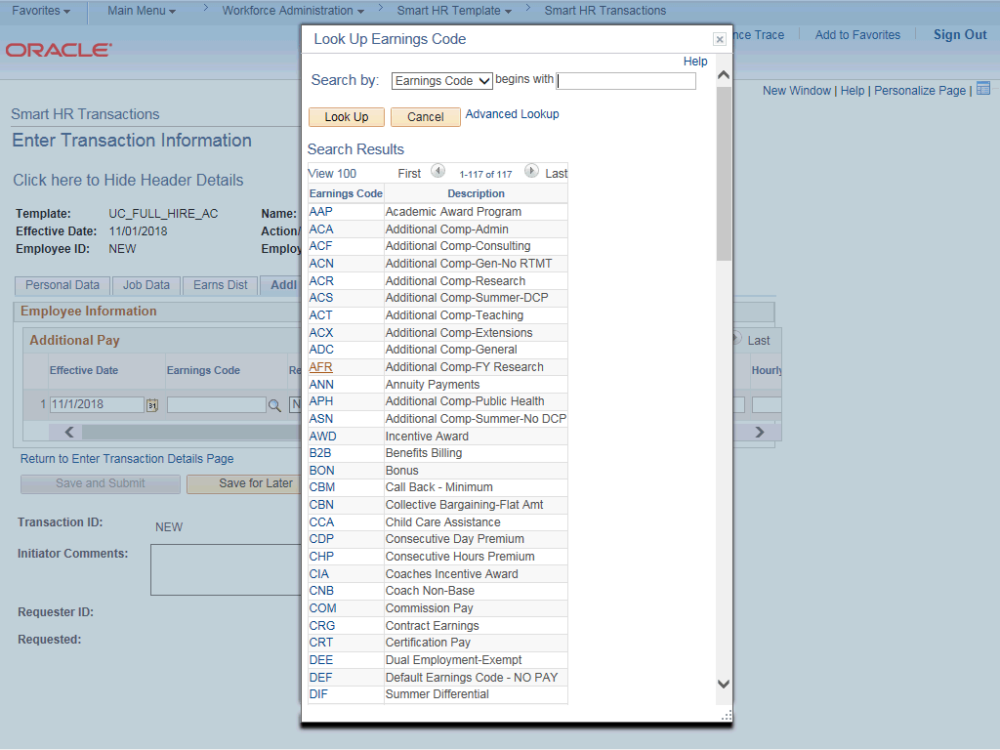 Favorites Main Menu > Workforce Administration > Smart HR Template > Smart HR Transactions
ORACLE
nce Trace Add to Favorites Sign Out
New Window | Help | Personalize Page |
Smart HR Transactions
Enter Transaction Information
Click here to Hide Header Details
Template: UC_FULL_HIRE_AC Name:
Effective Date: 11/01/2018 Action/
Employee ID: NEW Employ
Personal Data Job Data Earns Dist Addl
Employee Information
Additional Pay Last
Effective Date Earnings Code Re Hourly
1 11/1/2018 31 N
Return to Enter Transaction Details Page
Save and Submit Save for Later
Transaction ID: NEW
Initiator Comments:
Requester ID:
Requested:
Look Up Earnings Code
Help
Search by: Earnings Code begins with
Look Up Cancel Advanced Lookup
Search Results
View 100 First 1-117 of 117 Last
Earnings Code Description
AAP Academic Award Program
ACA Additional Comp-Admin
ACF Additional Comp-Consulting
ACN Additional Comp-Gen-No RTMT
ACR Additional Comp-Research
ACS Additional Comp-Summer-DCP
ACT Additional Comp-Teaching
ACX Additional Comp-Extensions
ADC Additional Comp-General
AFR Additional Comp-FY Research
ANN Annuity Payments
APH Additional Comp-Public Health
ASN Additional Comp-Summer-No DCP
AWD Incentive Award
B2B Benefits Billing
BON Bonus
CBM Call Back - Minimum
CBN Collective Bargaining-Flat Amt
CCA Child Care Assistance
CDP Consecutive Day Premium
CHP Consecutive Hours Premium
CIA Coaches Incentive Award
CNB Coach Non-Base
COM Commission Pay
CRG Contract Earnings
CRT Certification Pay
DEE Dual Employment-Exempt
DEF Default Earnings Code - NO PAY
DIF Summer Differential